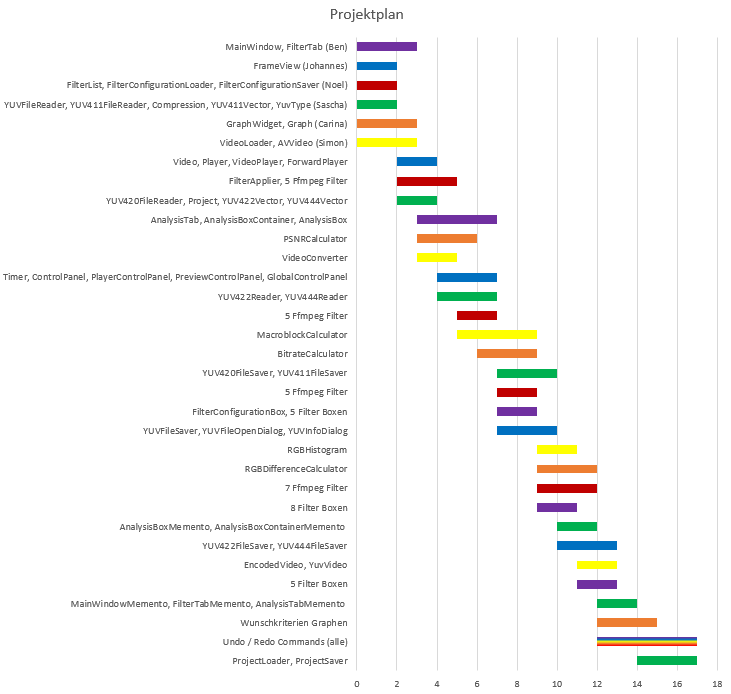 Projektplan
MainWindow, FilterTab (Ben)
FrameView (Johannes)
FilterList, FilterConfigurationLoader, FilterConfigurationSaver (Noel)
YUVFileReader, YUV411FileReader, Compression, YUV411Vector, YuvType (Sascha)
GraphWidget, Graph (Carina)
VideoLoader, AVVideo (Simon)
Video, Player, VideoPlayer, ForwardPlayer
FilterApplier, 5 Ffmpeg Filter
YUV420FileReader, Project, YUV422Vector, YUV444Vector
AnalysisTab, AnalysisBoxContainer, AnalysisBox
PSNRCalculator
VideoConverter
Timer, ControlPanel, PlayerControlPanel, PreviewControlPanel, GlobalControlPanel
YUV422Reader, YUV444Reader
5 Ffmpeg Filter
MacroblockCalculator
BitrateCalculator
YUV420FileSaver, YUV411FileSaver
5 Ffmpeg Filter
FilterConfigurationBox, 5 Filter Boxen
YUVFileSaver, YUVFileOpenDialog, YUVInfoDialog
RGBHistogram
RGBDifferenceCalculator
7 Ffmpeg Filter
8 Filter Boxen
AnalysisBoxMemento, AnalysisBoxContainerMemento
YUV422FileSaver, YUV444FileSaver
EncodedVideo, YuvVideo
5 Filter Boxen
MainWindowMemento, FilterTabMemento, AnalysisTabMemento
Wunschkriterien Graphen
Undo / Redo Commands (alle)
ProjectLoader, ProjectSaver
0 2 4 6 8 10 12 14 16 18